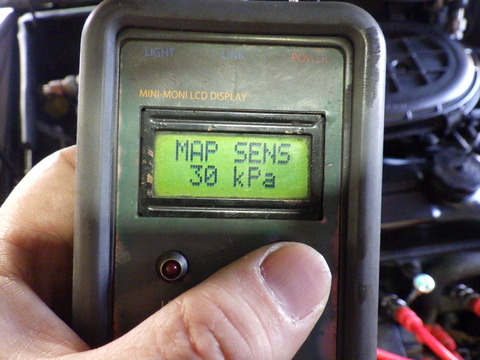 LIGHT
LINK
POWER
MINI-MONI LCD DISPLAY
MAP SENS
30 kPa